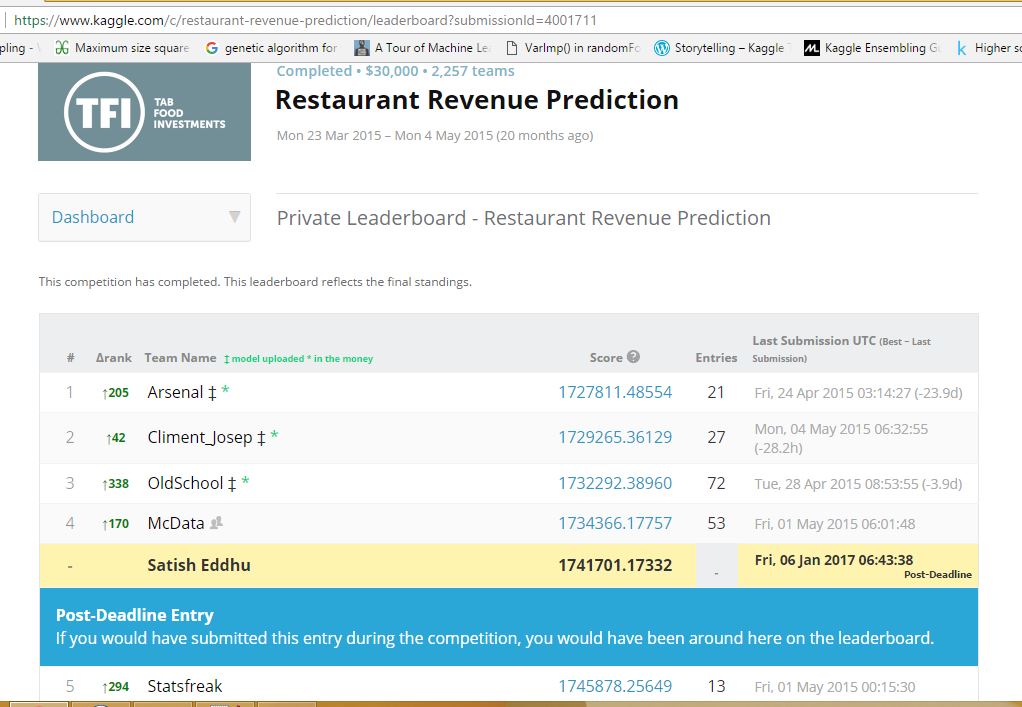 https://www.kaggle.com/c/restaurant-revenue-prediction/leaderboard?submissionId=4001711
pling - Maximum size square genetic algorithm for A Tour of Machine Le VarImp() in randomFo Storytelling – Kaggle Kaggle Ensembling Gu Higher sc
Completed • $30,000 • 2,257 teams
TFI TAB FOOD INVESTMENTS
Restaurant Revenue Prediction
Mon 23 Mar 2015 – Mon 4 May 2015 (20 months ago)
Dashboard
Private Leaderboard - Restaurant Revenue Prediction
This competition has completed. This leaderboard reflects the final standings.
# Δrank Team Name ‡ model uploaded * in the money Score ? Entries Last Submission UTC (Best – Last Submission)
1 ↑205 Arsenal ‡ * 1727811.48554 21 Fri, 24 Apr 2015 03:14:27 (-23.9d)
2 ↑42 Climent_Josep ‡ * 1729265.36129 27 Mon, 04 May 2015 06:32:55 (-28.2h)
3 ↑338 OldSchool ‡ * 1732292.38960 72 Tue, 28 Apr 2015 08:53:55 (-3.9d)
4 ↑170 McData 1734366.17757 53 Fri, 01 May 2015 06:01:48
- Satish Eddhu 1741701.17332 - Fri, 06 Jan 2017 06:43:38
Post-Deadline
Post-Deadline Entry
If you would have submitted this entry during the competition, you would have been around here on the leaderboard.
5 ↑294 Statsfreak 1745878.25649 13 Fri, 01 May 2015 00:15:30